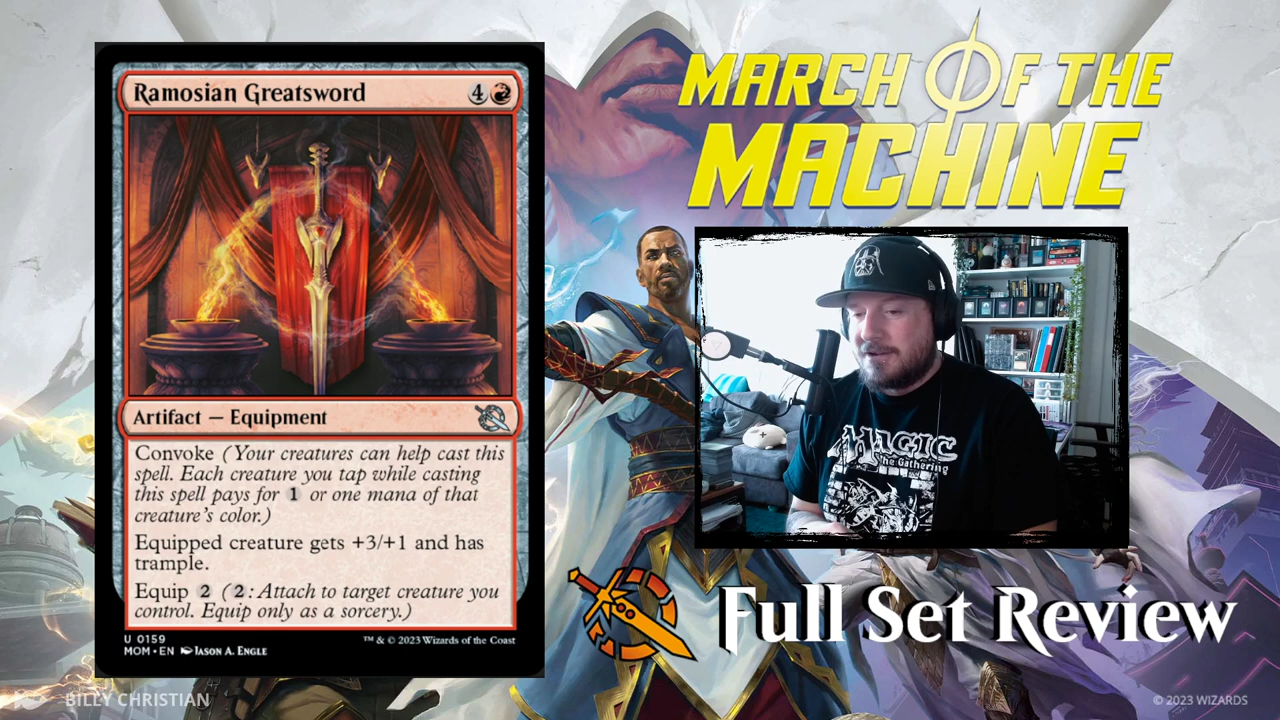 Ramosian Greatsword 4
Artifact — Equipment
Convoke (Your creatures can help cast this
spell. Each creature you tap while casting
this spell pays for 1 or one mana of that
creature's color.)
Equipped creature gets +3/+1 and has
trample.
Equip 2 (2: Attach to target creature you
control. Equip only as a sorcery.)
U 0159
MOM • EN JASON A. ENGLE
™ & © 2023 Wizards of the Coast
BILLY CHRISTIAN
MARCH OF THE
MACHINE
MAGIC
The Gathering
Full Set Review
© 2023 WIZARDS